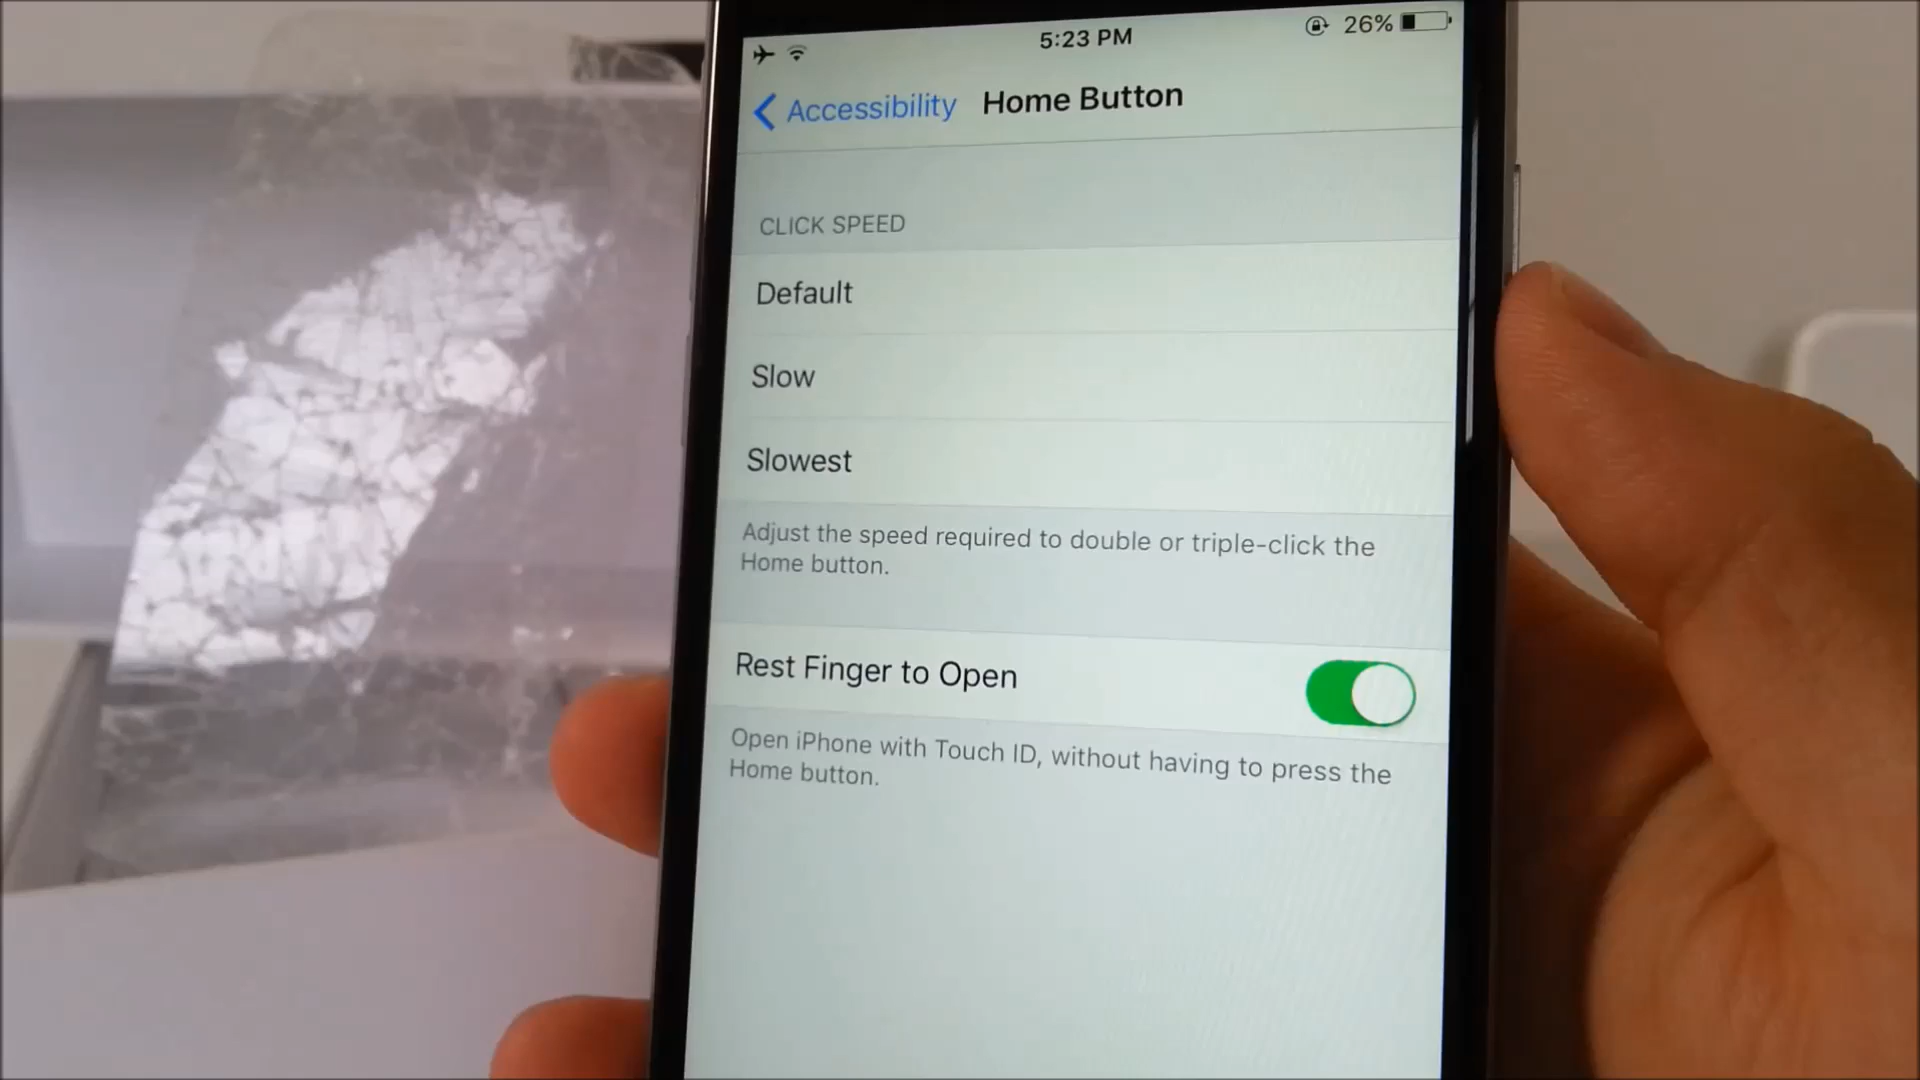 5:23 PM
26%
Accessibility
Home Button
CLICK SPEED
Default
Slow
Slowest
Adjust the speed required to double or triple-click the
Home button.
Rest Finger to Open
Open iPhone with Touch ID, without having to press the
Home button.